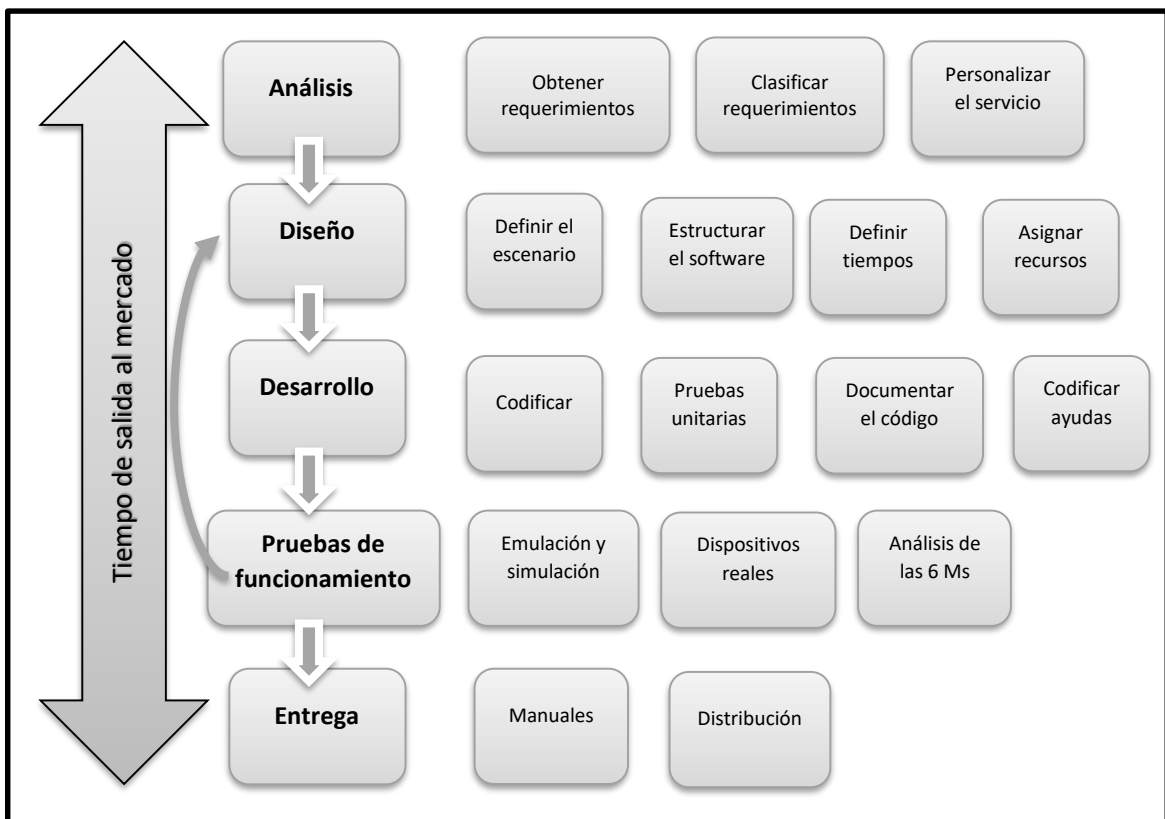 Tiempo de salida al mercado
Análisis
Obtener
requerimientos
Clasificar
requerimientos
Personalizar
el servicio
Diseño
Definir el
escenario
Estructurar
el software
Definir
tiempos
Asignar
recursos
Desarrollo
Codificar
Pruebas
unitarias
Documentar
el código
Codificar
ayudas
Pruebas de
funcionamiento
Emulación y
simulación
Dispositivos
reales
Análisis de
las 6 Ms
Entrega
Manuales
Distribución